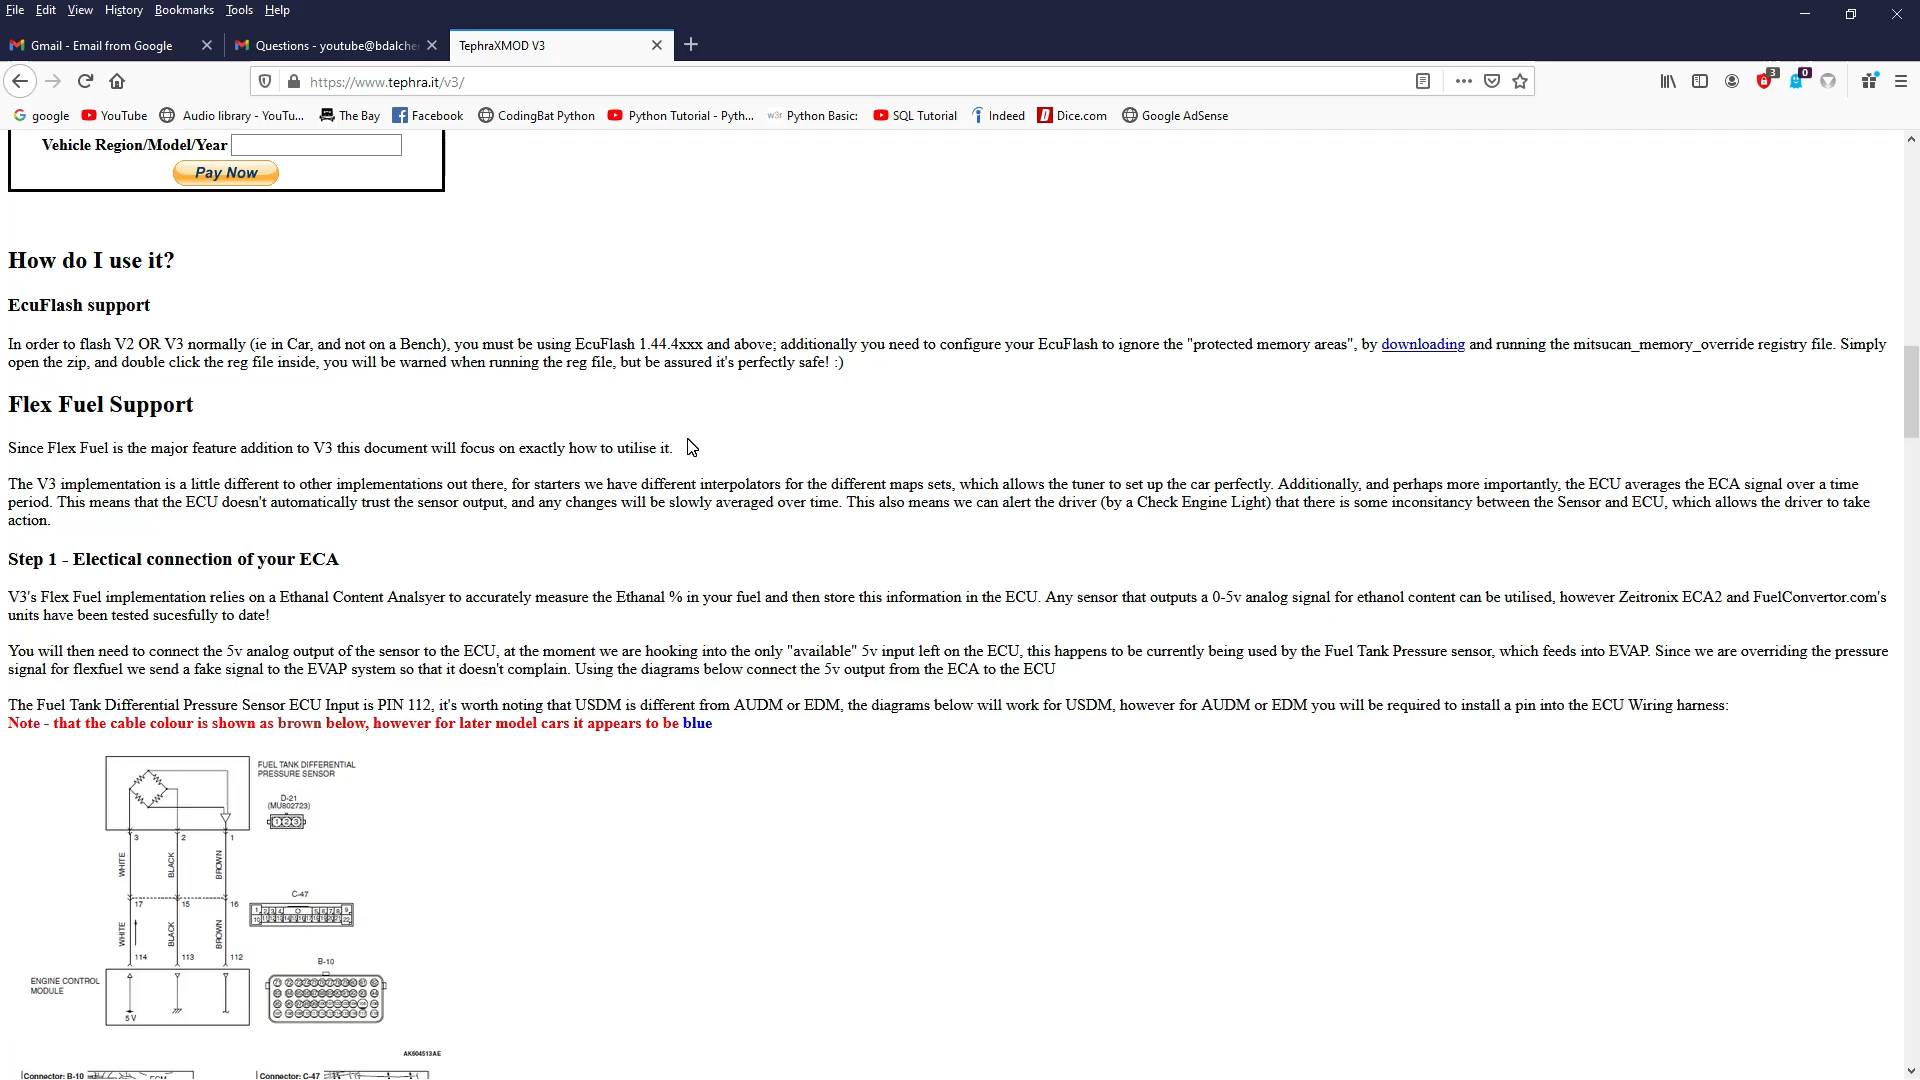 File Edit View History Bookmarks Tools Help
Gmail - Email from Google
Questions - youtube@bdalche
TephraXMOD V3
https://www.tephra.it/v3/
3
0
google YouTube Audio library - YouTu... The Bay Facebook CodingBat Python Python Tutorial - Pyth... Python Basic: SQL Tutorial Indeed Dice.com Google AdSense
Vehicle Region/Model/Year
Pay Now
How do I use it?
EcuFlash support
In order to flash V2 OR V3 normally (ie in Car, and not on a Bench), you must be using EcuFlash 1.44.4xxx and above; additionally you need to configure your EcuFlash to ignore the "protected memory areas", by downloading and running the mitsucan_memory_override registry file. Simply
open the zip, and double click the reg file inside, you will be warned when running the reg file, but be assured it's perfectly safe! :)
Flex Fuel Support
Since Flex Fuel is the major feature addition to V3 this document will focus on exactly how to utilise it.
The V3 implementation is a little different to other implementations out there, for starters we have different interpolators for the different maps sets, which allows the tuner to set up the car perfectly. Additionally, and perhaps more importantly, the ECU averages the ECA signal over a time
period. This means that the ECU doesn't automatically trust the sensor output, and any changes will be slowly averaged over time. This also means we can alert the driver (by a Check Engine Light) that there is some inconsitancy between the Sensor and ECU, which allows the driver to take
action.
Step 1 - Electical connection of your ECA
V3's Flex Fuel implementation relies on a Ethanal Content Analsyer to accurately measure the Ethanal % in your fuel and then store this information in the ECU. Any sensor that outputs a 0-5v analog signal for ethanol content can be utilised, however Zeitronix ECA2 and FuelConvertor.com's
units have been tested sucesfully to date!
You will then need to connect the 5v analog output of the sensor to the ECU, at the moment we are hooking into the only "available" 5v input left on the ECU, this happens to be currently being used by the Fuel Tank Pressure sensor, which feeds into EVAP. Since we are overriding the pressure
signal for flexfuel we send a fake signal to the EVAP system so that it doesn't complain. Using the diagrams below connect the 5v output from the ECA to the ECU
The Fuel Tank Differential Pressure Sensor ECU Input is PIN 112, it's worth noting that USDM is different from AUDM or EDM, the diagrams below will work for USDM, however for AUDM or EDM you will be required to install a pin into the ECU Wiring harness:
Note - that the cable colour is shown as brown below, however for later model cars it appears to be blue
FUEL TANK DIFFERENTIAL
PRESSURE SENSOR
D-21
(MU802723)
1 2 3
3 2 1
WHITE BLACK BROWN
C-47
17 15 16
WHITE BLACK BROWN
114 113 112
B-10
ENGINE CONTROL
MODULE
5 V
AK604513AE
Connector: B-10
ECM
Connector: C-47